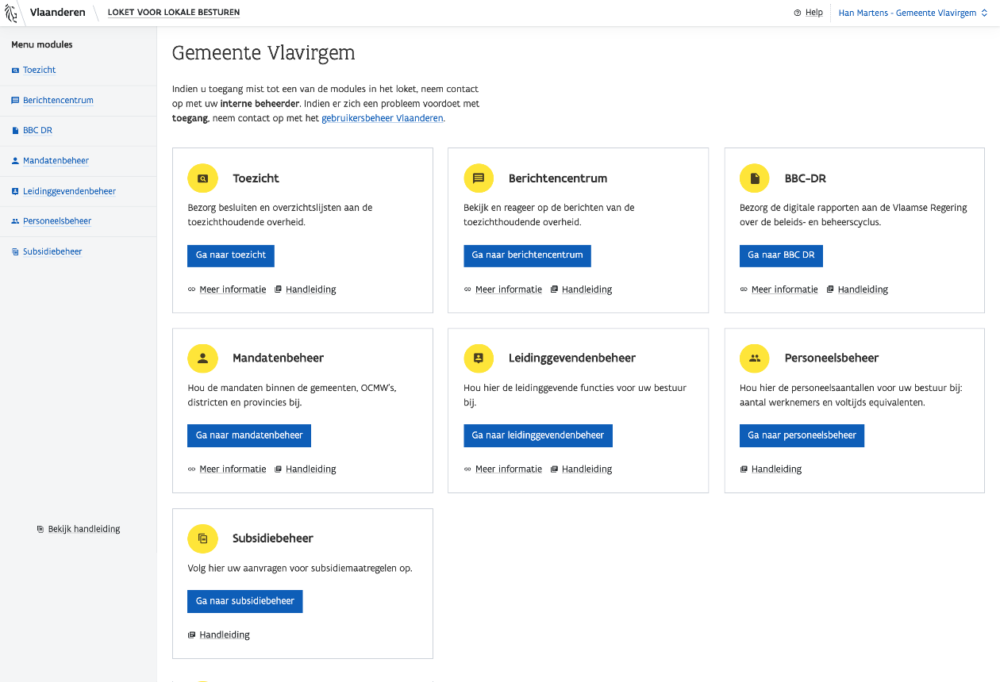 Vlaanderen
LOKET VOOR LOKALE BESTUREN
Help
Han Martens - Gemeente Vlavirgem
Menu modules
Toezicht
Berichtencentrum
BBC DR
Mandatenbeheer
Leidinggevendenbeheer
Personeelsbeheer
Subsidiebeheer
Bekijk handleiding
Gemeente Vlavirgem
Indien u toegang mist tot een van de modules in het loket, neem contact
op met uw interne beheerder. Indien er zich een probleem voordoet met
toegang, neem contact op met het gebruikersbeheer Vlaanderen.
Toezicht
Bezorg besluiten en overzichtslijsten aan de
toezichthoudende overheid.
Ga naar toezicht
Meer informatie Handleiding
Berichtencentrum
Bekijk en reageer op de berichten van de
toezichthoudende overheid.
Ga naar berichtencentrum
Meer informatie Handleiding
BBC-DR
Bezorg de digitale rapporten aan de Vlaamse Regering
over de beleids- en beheerscyclus.
Ga naar BBC DR
Meer informatie Handleiding
Mandatenbeheer
Hou de mandaten binnen de gemeenten, OCMW's,
districten en provincies bij.
Ga naar mandatenbeheer
Meer informatie Handleiding
Leidinggevendenbeheer
Hou hier de leidinggevende functies voor uw bestuur
bij.
Ga naar leidinggevendenbeheer
Meer informatie Handleiding
Personeelsbeheer
Hou hier de personeelsaantallen voor uw bestuur bij:
aantal werknemers en voltijds equivalenten.
Ga naar personeelsbeheer
Handleiding
Subsidiebeheer
Volg hier uw aanvragen voor subsidiemaatregelen op.
Ga naar subsidiebeheer
Handleiding